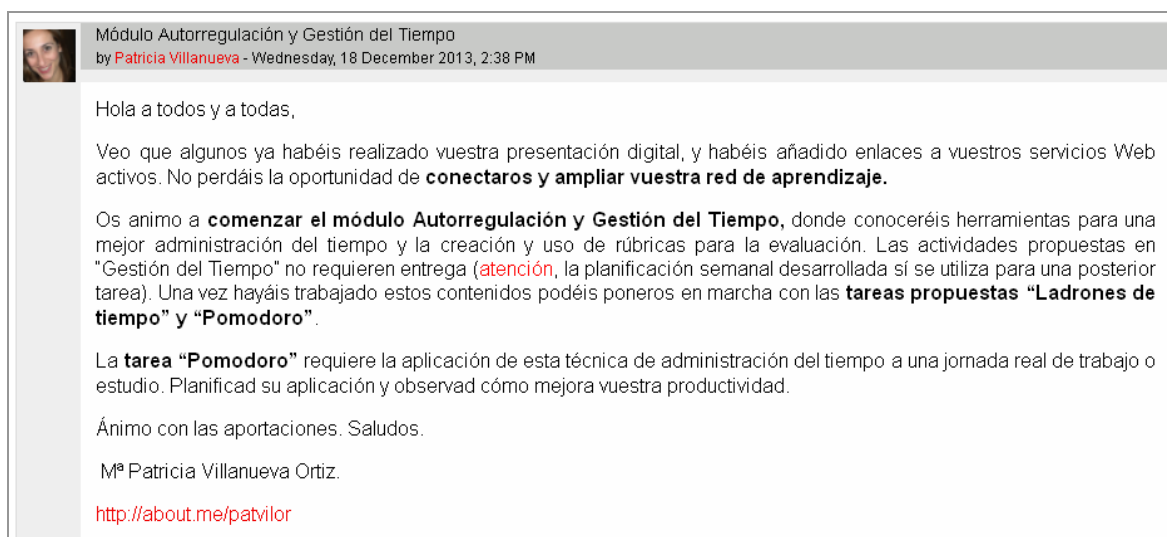 Módulo Autorregulación y Gestión del Tiempo
by Patricia Villanueva - Wednesday, 18 December 2013, 2:38 PM
Hola a todos y a todas,
Veo que algunos ya habéis realizado vuestra presentación digital, y habéis añadido enlaces a vuestros servicios Web
activos. No perdáis la oportunidad de conectaros y ampliar vuestra red de aprendizaje.
Os animo a comenzar el módulo Autorregulación y Gestión del Tiempo, donde conoceréis herramientas para una
mejor administración del tiempo y la creación y uso de rúbricas para la evaluación. Las actividades propuestas en
"Gestión del Tiempo" no requieren entrega (atención, la planificación semanal desarrollada sí se utiliza para una posterior
tarea). Una vez hayáis trabajado estos contenidos podéis poneros en marcha con las tareas propuestas “Ladrones de
tiempo” y “Pomodoro”.
La tarea “Pomodoro” requiere la aplicación de esta técnica de administración del tiempo a una jornada real de trabajo o
estudio. Planificad su aplicación y observad cómo mejora vuestra productividad.
Ánimo con las aportaciones. Saludos.
Mª Patricia Villanueva Ortiz.
http://about.me/patvilor